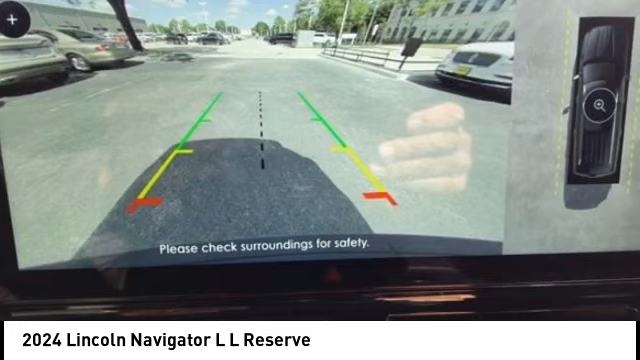 Please check surroundings for safety.
2024 Lincoln Navigator L L Reserve